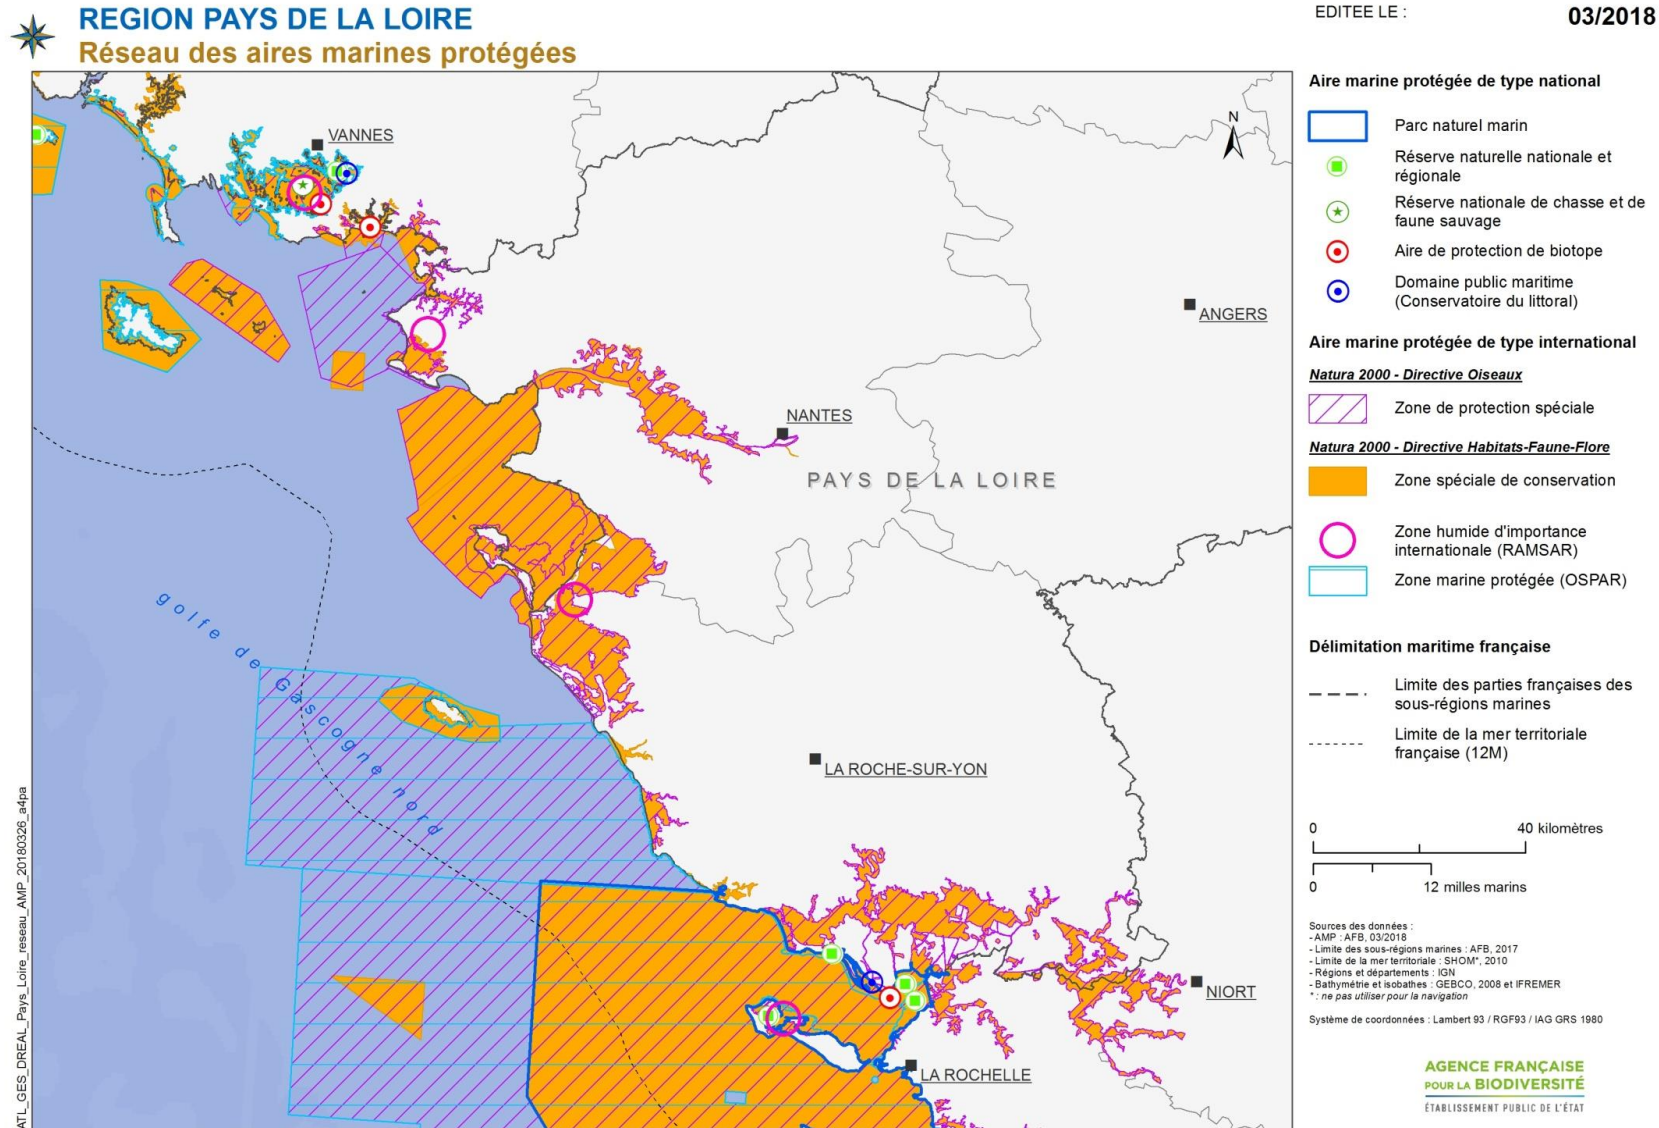 REGION PAYS DE LA LOIRE
Réseau des aires marines protégées
EDITEE LE :
03/2018
VANNES
ANGERS
NANTES
PAYS DE LA LOIRE
golfe de Gascogne nord
LA ROCHE-SUR-YON
NIORT
LA ROCHELLE
N
Aire marine protégée de type national
Parc naturel marin
Réserve naturelle nationale et
régionale
Réserve nationale de chasse et de
faune sauvage
Aire de protection de biotope
Domaine public maritime
(Conservatoire du littoral)
Aire marine protégée de type international
Natura 2000 - Directive Oiseaux
Zone de protection spéciale
Natura 2000 - Directive Habitats-Faune-Flore
Zone spéciale de conservation
Zone humide d'importance
internationale (RAMSAR)
Zone marine protégée (OSPAR)
Délimitation maritime française
Limite des parties françaises des
sous-régions marines
Limite de la mer territoriale
française (12M)
0 40 kilomètres
0 12 milles marins
Sources des données :
- AMP : AFB, 03/2018
- Limite des sous-régions marines : AFB, 2017
- Limite de la mer territoriale : SHOM*, 2010
- Régions et départements : IGN
- Bathymétrie et isobathes : GEBCO, 2008 et IFREMER
* : ne pas utiliser pour la navigation
Système de coordonnées : Lambert 93 / RGF93 / IAG GRS 1980
AGENCE FRANÇAISE
POUR LA BIODIVERSITÉ
ÉTABLISSEMENT PUBLIC DE L'ÉTAT
ATL_GES_DREAL_Pays_Loire_reseau_AMP_20180326_a4pa